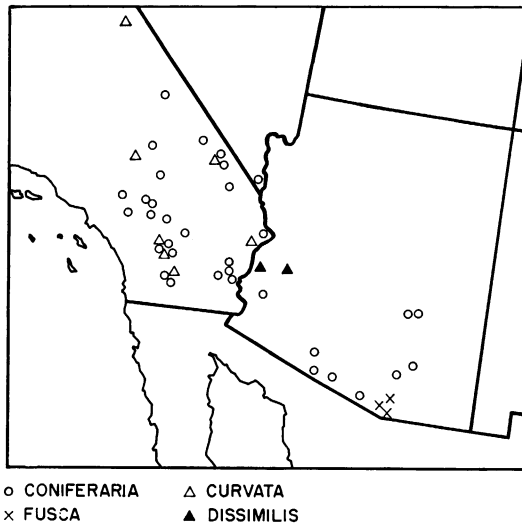 ○ CONIFERARIA △ CURVATA
× FUSCA ▲ DISSIMILIS